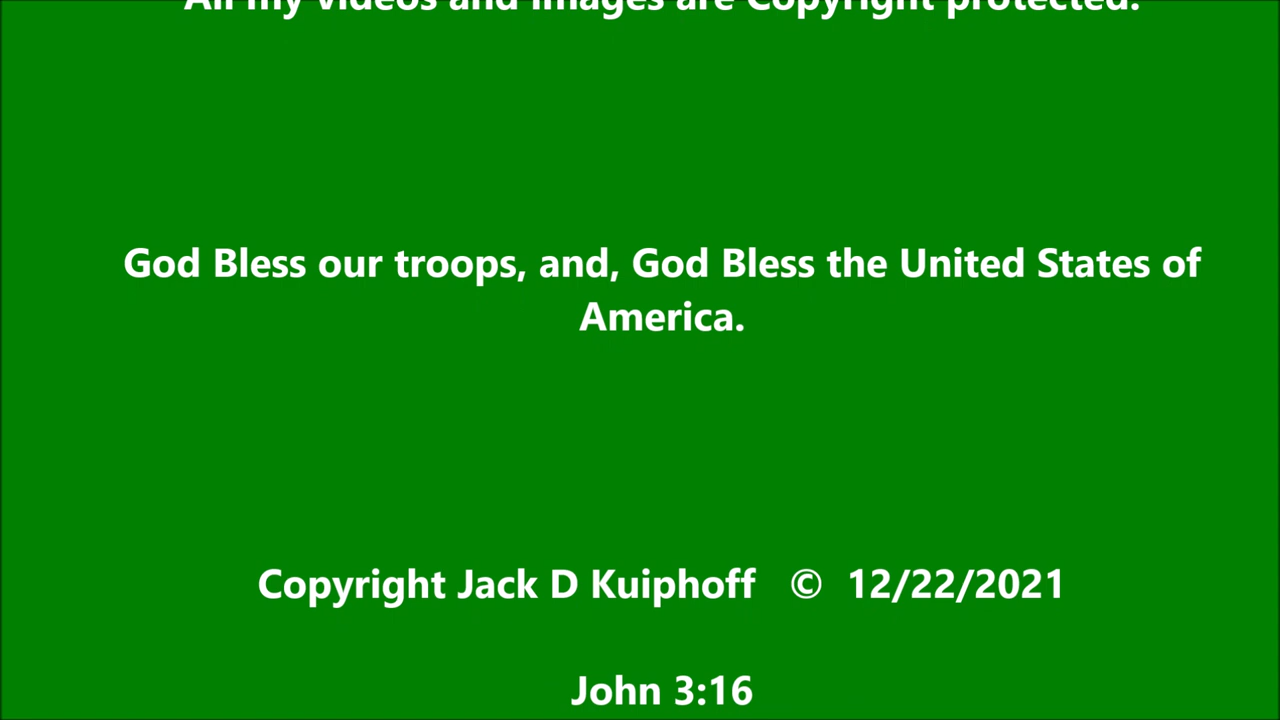 All my videos and images are Copyright protected.
God Bless our troops, and, God Bless the United States of
America.
Copyright Jack D Kuiphoff © 12/22/2021
John 3:16